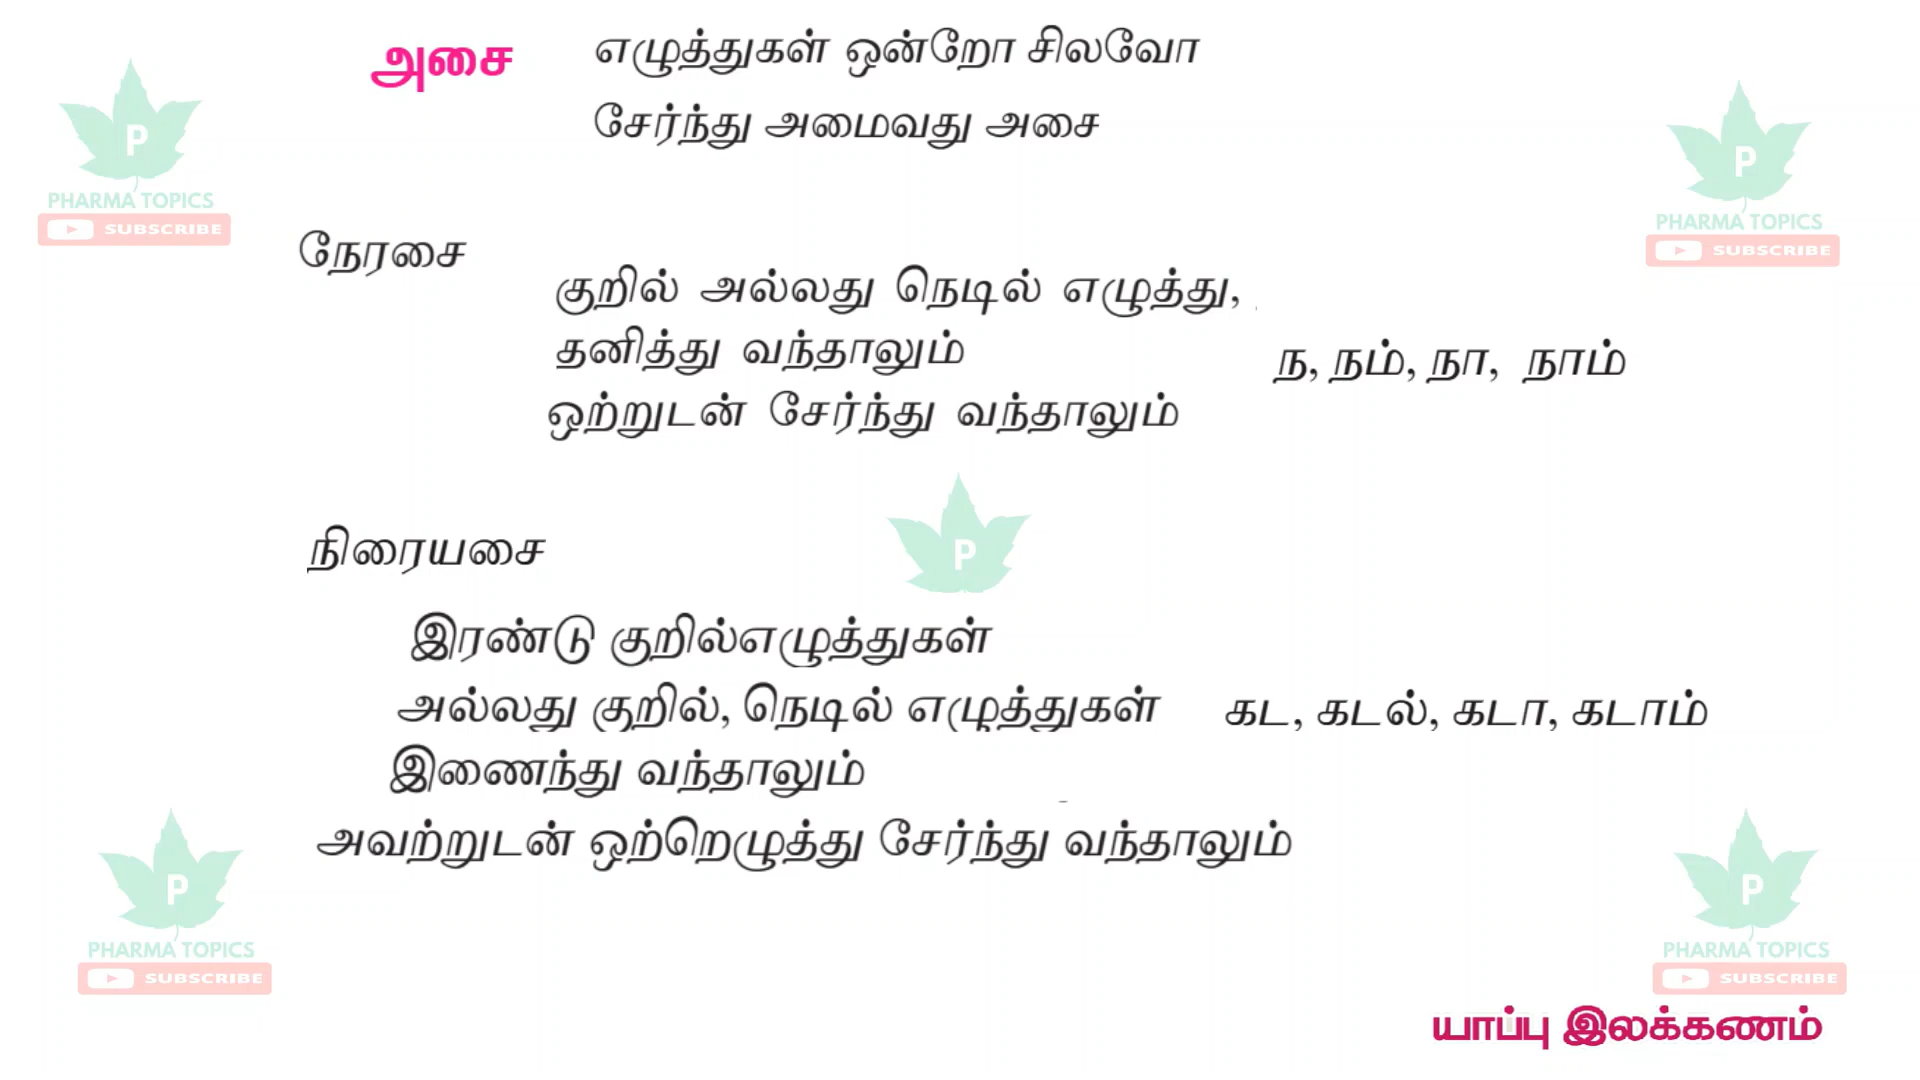 அசை எழுத்துகள் ஒன்றோ சிலவோ
சேர்ந்து அமைவது அசை
P
PHARMA TOPICS
SUBSCRIBE
P
PHARMA TOPICS
SUBSCRIBE
நேரசை
குறில் அல்லது நெடில் எழுத்து,
தனித்து வந்தாலும்
ந, நம், நா, நாம்
ஒற்றுடன் சேர்ந்து வந்தாலும்
நிரையசை
P
இரண்டு குறில்எழுத்துகள்
அல்லது குறில், நெடில் எழுத்துகள் கட, கடல், கடா, கடாம்
இணைந்து வந்தாலும்
அவற்றுடன் ஒற்றெழுத்து சேர்ந்து வந்தாலும்
P
PHARMA TOPICS
SUBSCRIBE
P
PHARMA TOPICS
SUBSCRIBE
யாப்பு இலக்கணம்